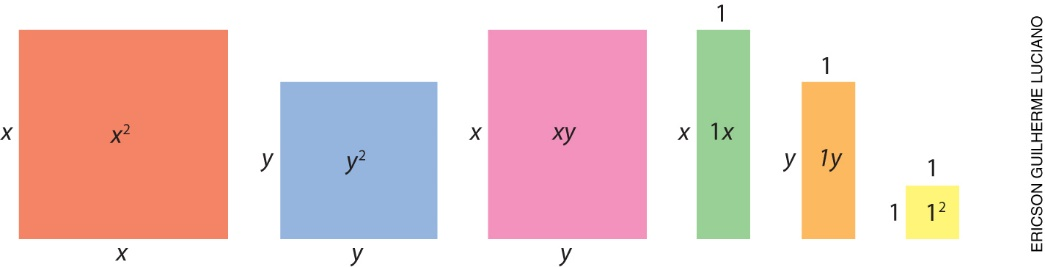 x
x²
x
y
y²
y
x
xy
y
1
x
1x
1
y
1y
1
1
1²
ERICSON GUILHERME LUCIANO